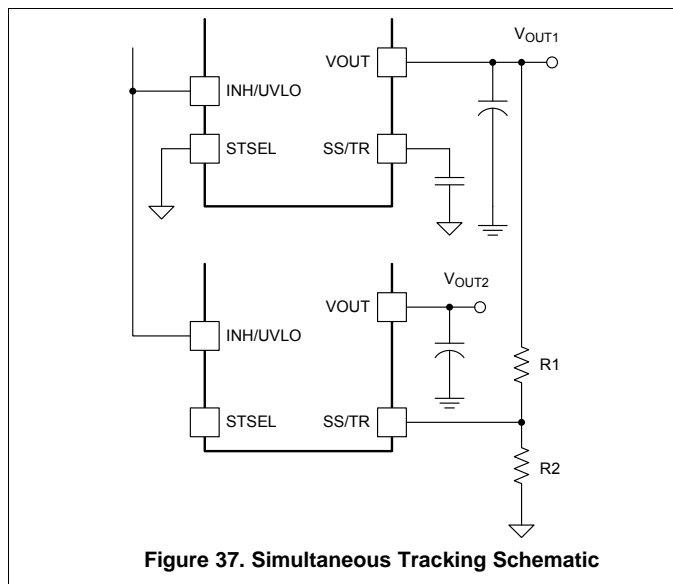 VOUT1
VOUT
INH/UVLO
STSEL
SS/TR
VOUT2
VOUT
INH/UVLO
R1
STSEL
SS/TR
R2
Figure 37. Simultaneous Tracking Schematic